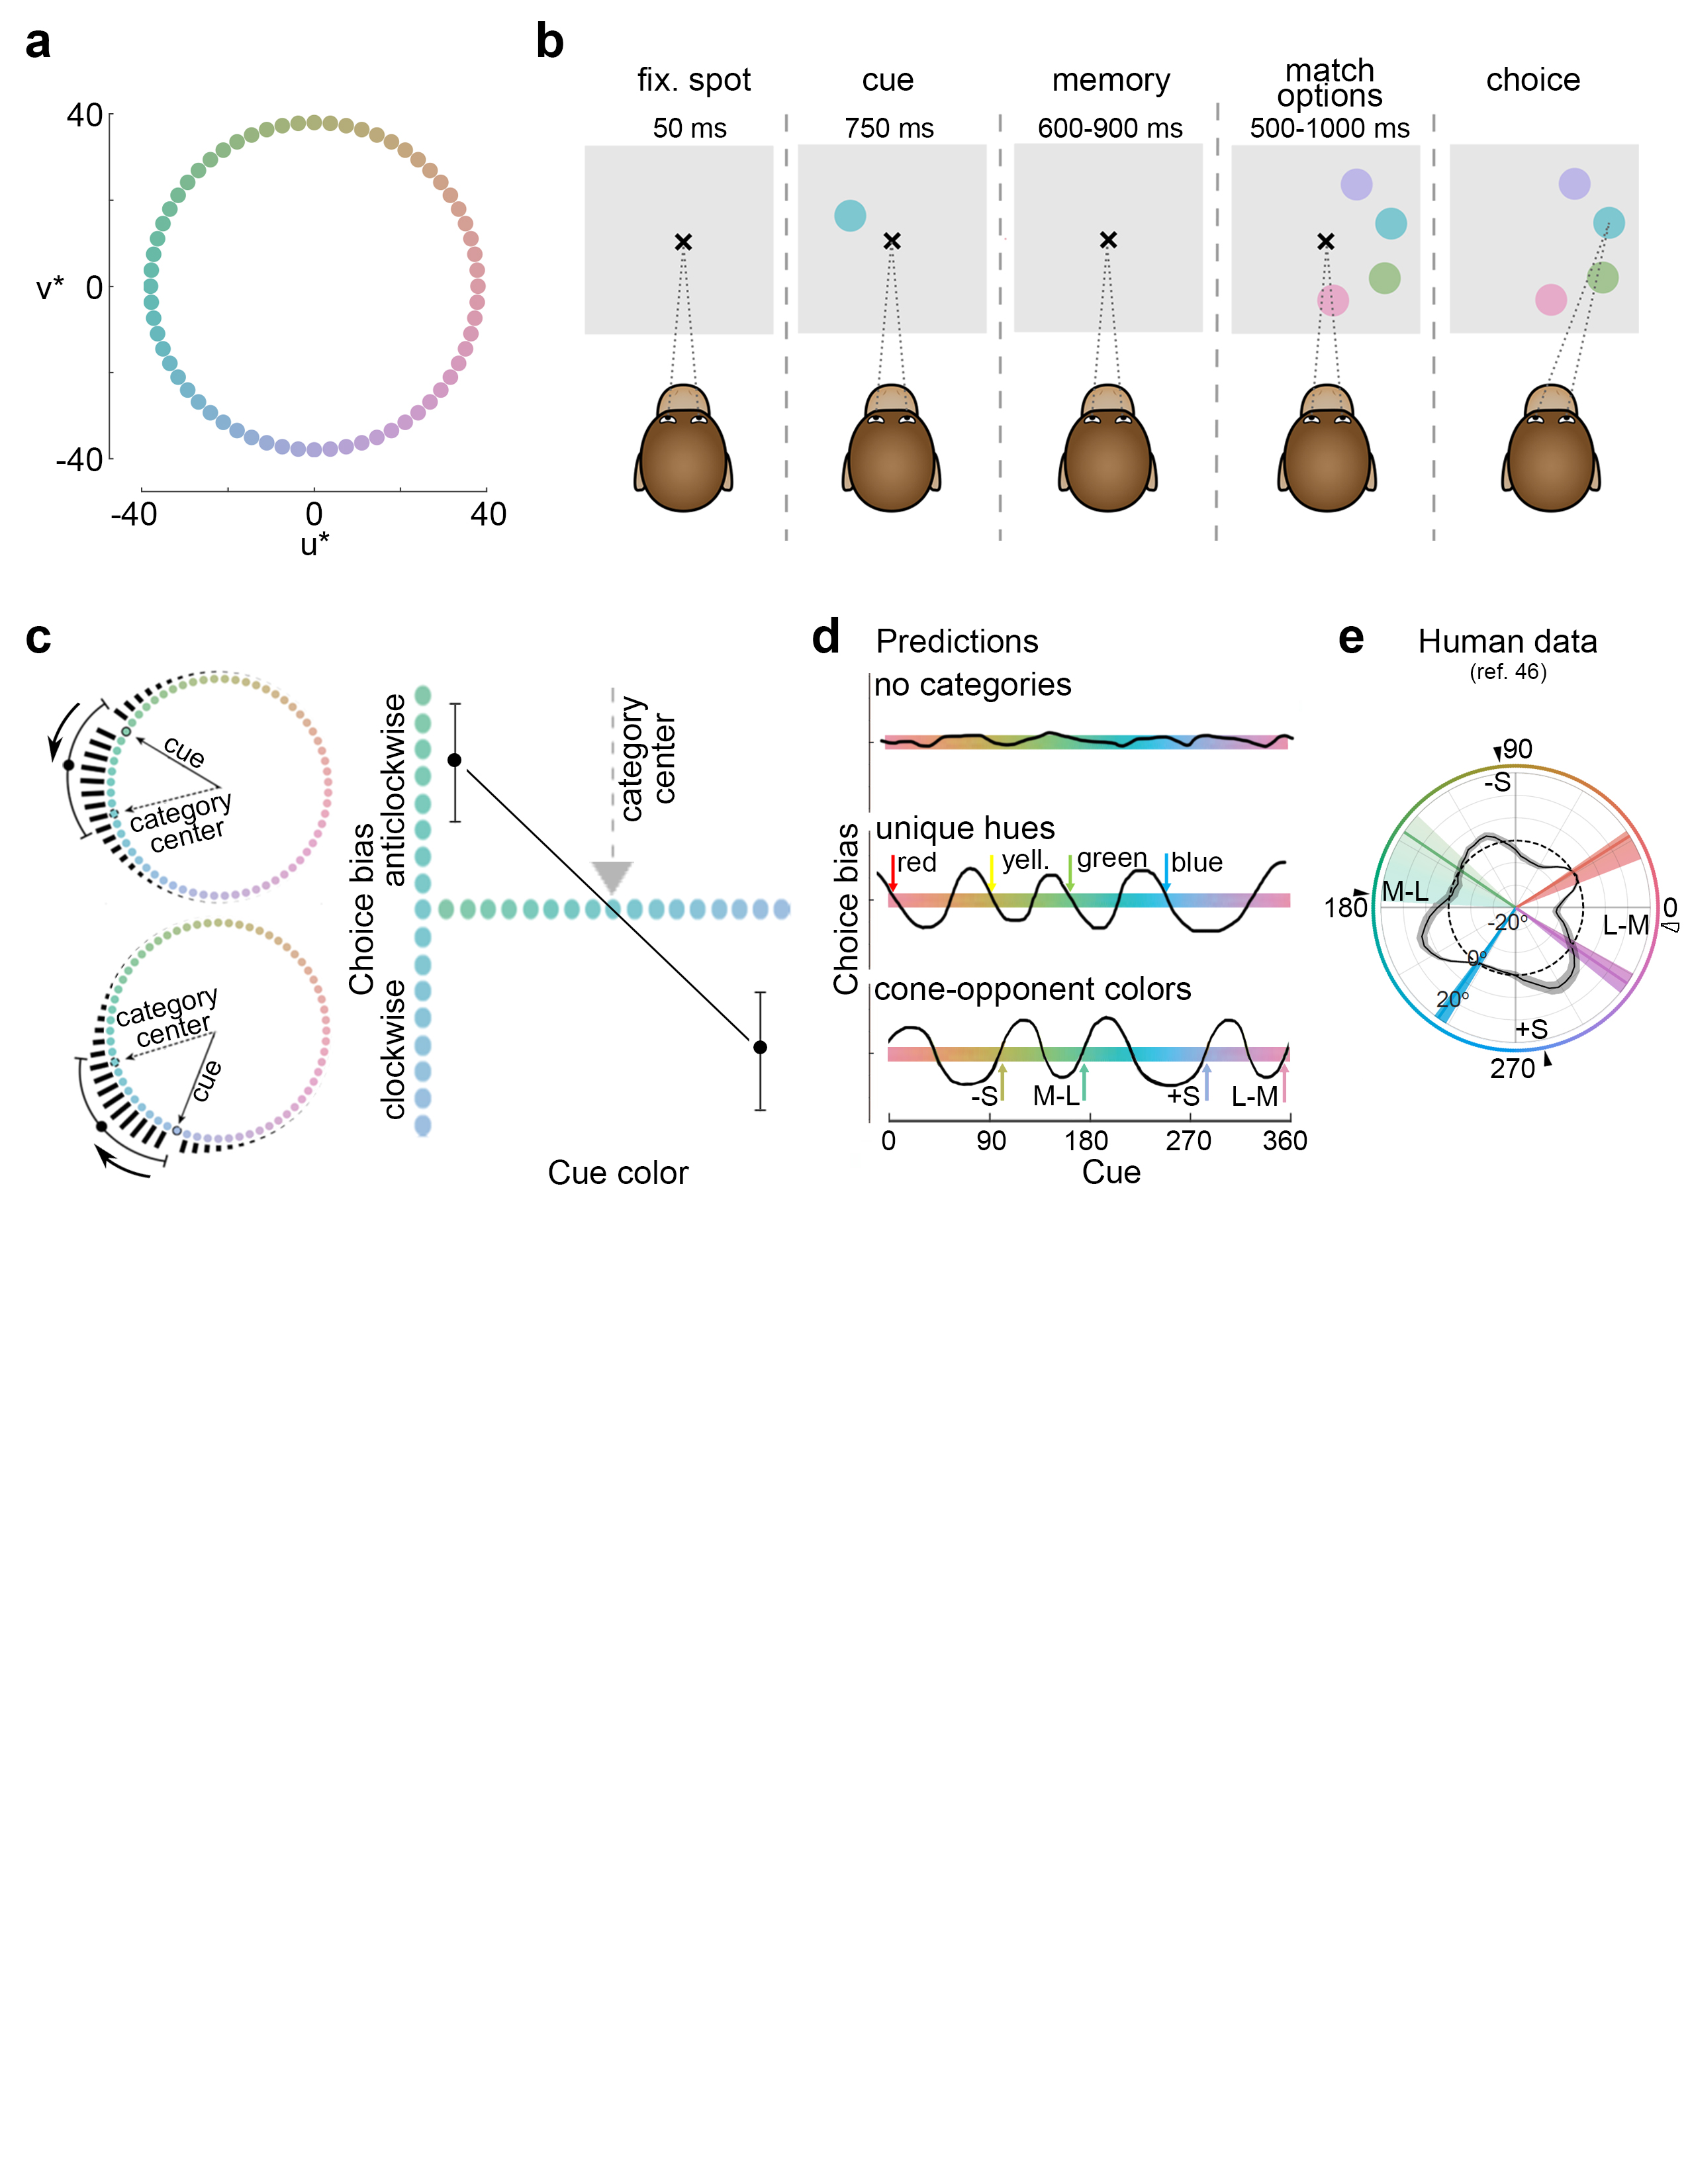 a
40
v*
0
-40
-40
0
40
u*
b
fix. spot
cue
memory
match
options
choice
50 ms
750 ms
600-900 ms
500-1000 ms
c
cue
category
center
category
center
cue
Choice bias
anticlockwise
clockwise
category
center
Cue color
d
Predictions
no categories
Choice bias
unique hues
red
yell.
green
blue
cone-opponent colors
-S
M-L
+S
L-M
0
90
180
270
360
Cue
e
Human data
(ref. 46)
90
-S
180
M-L
-20°
0
L-M
0°
20°
+S
270